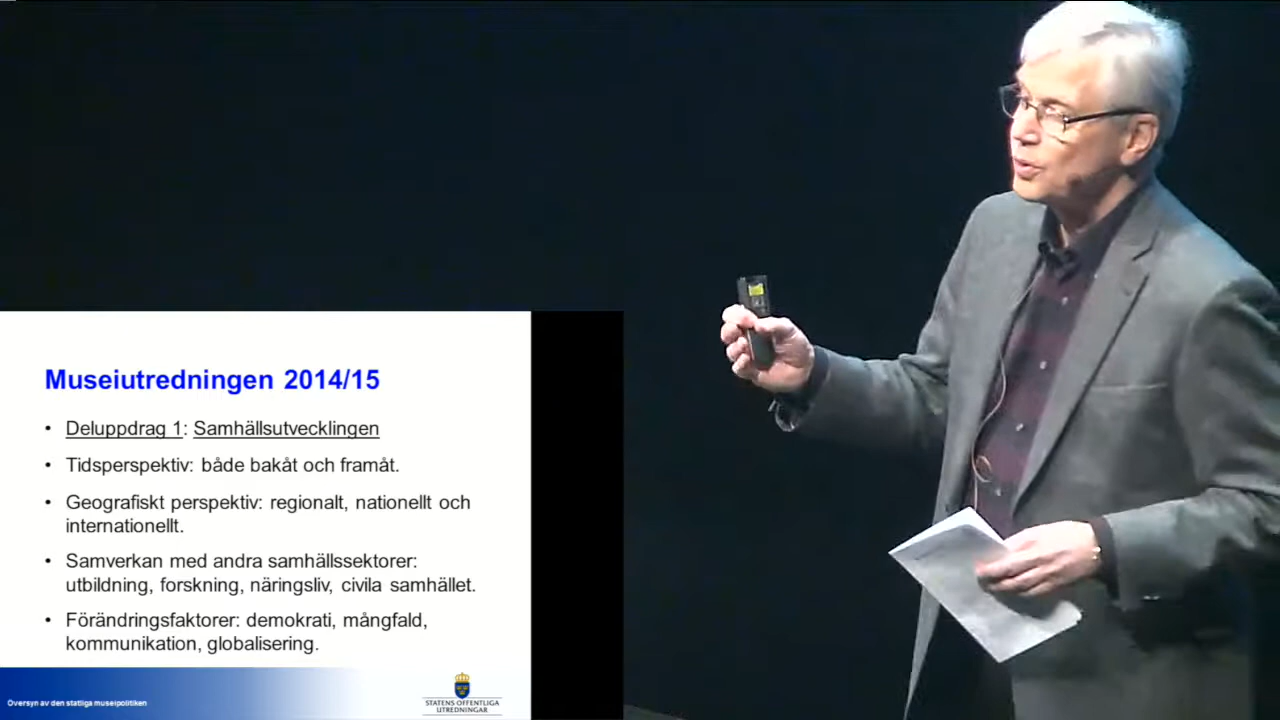 Museiutredningen 2014/15
• Deluppdrag 1: Samhällsutvecklingen
• Tidsperspektiv: både bakåt och framåt.
• Geografiskt perspektiv: regionalt, nationellt och
internationellt.
• Samverkan med andra samhällssektorer:
utbildning, forskning, näringsliv, civila samhället.
• Förändringsfaktorer: demokrati, mångfald,
kommunikation, globalisering.
Översyn av den statliga museipolitiken
STATENS OFFENTLIGA
UTREDNINGAR